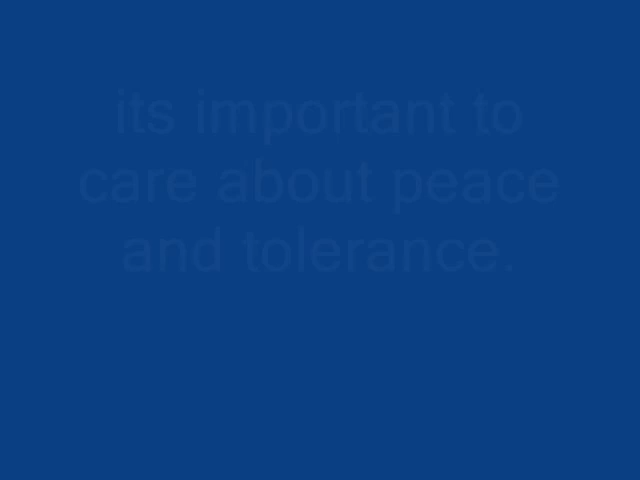 its important to
care about peace
and tolerance.